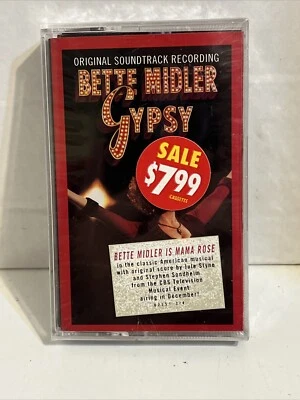 ORIGINAL SOUNDTRACK RECORDING
BETTE MIDLER
GYPSY
SALE
$7.99
CASSETTES
BETTE MIDLER IS MAMA ROSE
in the classic American musical
with original score by Jule Styne
and Stephen Sondheim
from the CBS Television
Musical Event
airing in December!